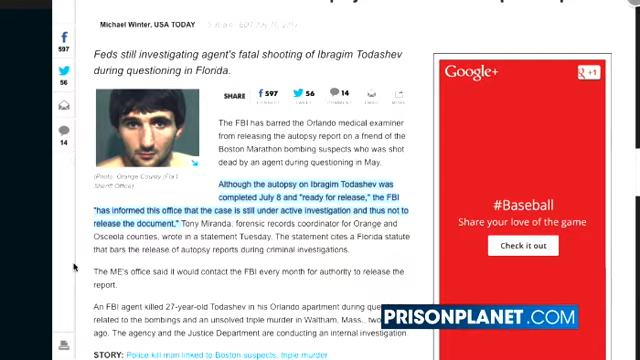 Michael Winter, USA TODAY
597
56
14
Feds still investigating agent's fatal shooting of Ibragim Todashev
during questioning in Florida.
SHARE
597
56
14
(Photo: Orange County (Fla.)
Sheriff Office)
The FBI has barred the Orlando medical examiner
from releasing the autopsy report on a friend of the
Boston Marathon bombing suspects who was shot
dead by an agent during questioning in May.
Although the autopsy on Ibragim Todashev was
completed July 8 and "ready for release," the FBI
"has informed this office that the case is still under active investigation and thus not to
release the document," Tony Miranda, forensic records coordinator for Orange and
Osceola counties, wrote in a statement Tuesday. The statement cites a Florida statute
that bars the release of autopsy reports during criminal investigations.
The ME's office said it would contact the FBI every month for authority to release the
report.
An FBI agent killed 27-year-old Todashev in his Orlando apartment during
related to the bombings and an unsolved triple murder in Waltham, Mass.,
ago. The agency and the Justice Department are conducting an internal investigation
STORY: Police kill man linked to Boston suspects, triple murder
Google+
+1
#Baseball
Share your love of the game
Check it out
PRISONPLANET.COM